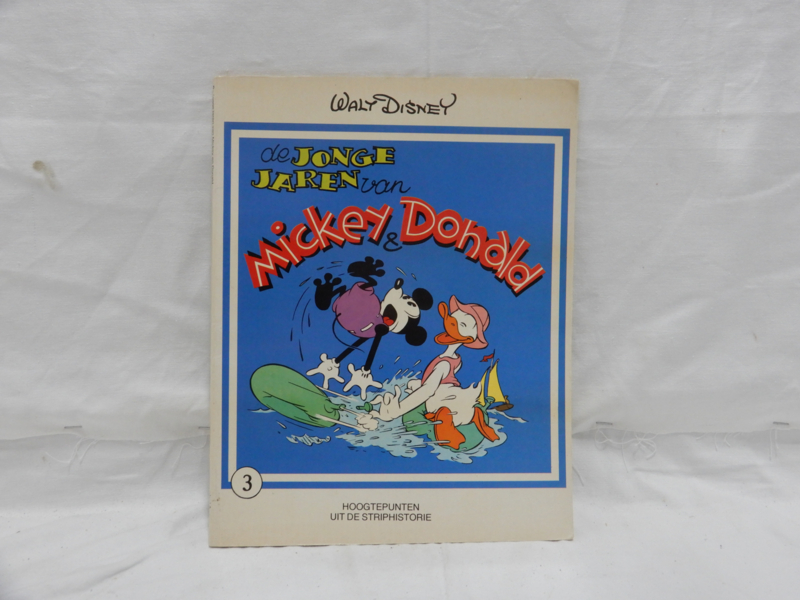 WALT DISNEY
de JONGE
JAREN van
Mickey & Donald
3
HOOGTEPUNTEN
UIT DE STRIPHISTORIE